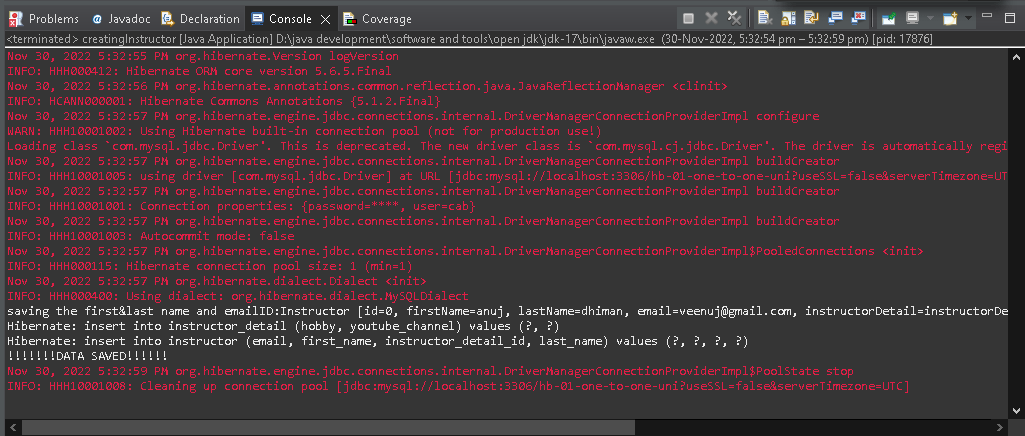 Problems @ Javadoc Declaration Console Coverage
<terminated> creatingInstructor [Java Application] D:\java development\software and tools\open jdk\jdk-17\bin\javaw.exe (30-Nov-2022, 5:32:54 pm – 5:32:59 pm) [pid: 17876]
Nov 30, 2022 5:32:55 PM org.hibernate.Version logVersion
INFO: HHH000412: Hibernate ORM core version 5.6.5.Final
Nov 30, 2022 5:32:56 PM org.hibernate.annotations.common.reflection.java.JavaReflectionManager <clinit>
INFO: HCANN000001: Hibernate Commons Annotations {5.1.2.Final}
Nov 30, 2022 5:32:57 PM org.hibernate.engine.jdbc.connections.internal.DriverManagerConnectionProviderImpl configure
WARN: HHH10001002: Using Hibernate built-in connection pool (not for production use!)
Loading class `com.mysql.jdbc.Driver'. This is deprecated. The new driver class is `com.mysql.cj.jdbc.Driver'. The driver is automatically regi
Nov 30, 2022 5:32:57 PM org.hibernate.engine.jdbc.connections.internal.DriverManagerConnectionProviderImpl buildCreator
INFO: HHH10001005: using driver [com.mysql.jdbc.Driver] at URL [jdbc:mysql://localhost:3306/hb-01-one-to-one-uni?useSSL=false&serverTimezone=UT
Nov 30, 2022 5:32:57 PM org.hibernate.engine.jdbc.connections.internal.DriverManagerConnectionProviderImpl buildCreator
INFO: HHH10001001: Connection properties: {password=****, user=cab}
Nov 30, 2022 5:32:57 PM org.hibernate.engine.jdbc.connections.internal.DriverManagerConnectionProviderImpl buildCreator
INFO: HHH10001003: Autocommit mode: false
Nov 30, 2022 5:32:57 PM org.hibernate.engine.jdbc.connections.internal.DriverManagerConnectionProviderImpl$PooledConnections <init>
INFO: HHH000115: Hibernate connection pool size: 1 (min=1)
Nov 30, 2022 5:32:57 PM org.hibernate.dialect.Dialect <init>
INFO: HHH000400: Using dialect: org.hibernate.dialect.MySQLDialect
saving the first&last name and emailID:Instructor [id=0, firstName=anuj, lastName=dhiman, email=veenuj@gmail.com, instructorDetail=instructorDe
Hibernate: insert into instructor_detail (hobby, youtube_channel) values (?, ?)
Hibernate: insert into instructor (email, first_name, instructor_detail_id, last_name) values (?, ?, ?, ?)
!!!!!!!DATA SAVED!!!!!!
Nov 30, 2022 5:32:59 PM org.hibernate.engine.jdbc.connections.internal.DriverManagerConnectionProviderImpl$PoolState stop
INFO: HHH10001008: Cleaning up connection pool [jdbc:mysql://localhost:3306/hb-01-one-to-one-uni?useSSL=false&serverTimezone=UTC]